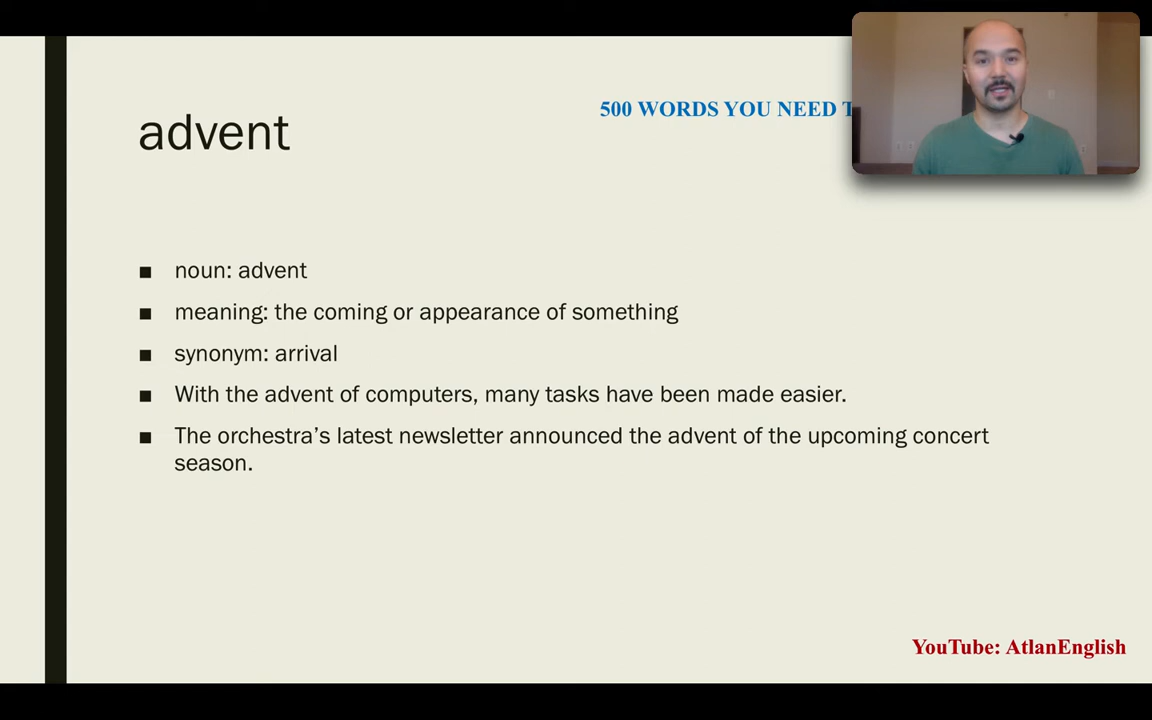 500 WORDS YOU NEED
advent
■ noun: advent
■ meaning: the coming or appearance of something
■ synonym: arrival
■ With the advent of computers, many tasks have been made easier.
■ The orchestra’s latest newsletter announced the advent of the upcoming concert
season.
YouTube: AtlanEnglish